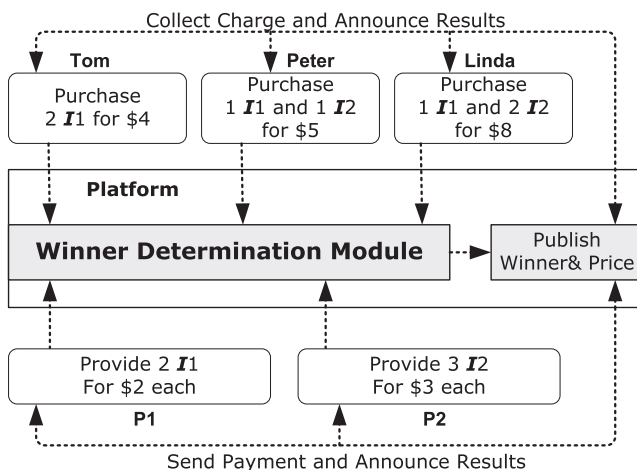 Collect Charge and Announce Results
Tom
Peter
Linda
Purchase
2 I1 for $4
Purchase
1 I1 and 1 I2
for $5
Purchase
1 I1 and 2 I2
for $8
Platform
Winner Determination Module
Publish
Winner& Price
Provide 2 I1
For $2 each
Provide 3 I2
For $3 each
P1
P2
Send Payment and Announce Results